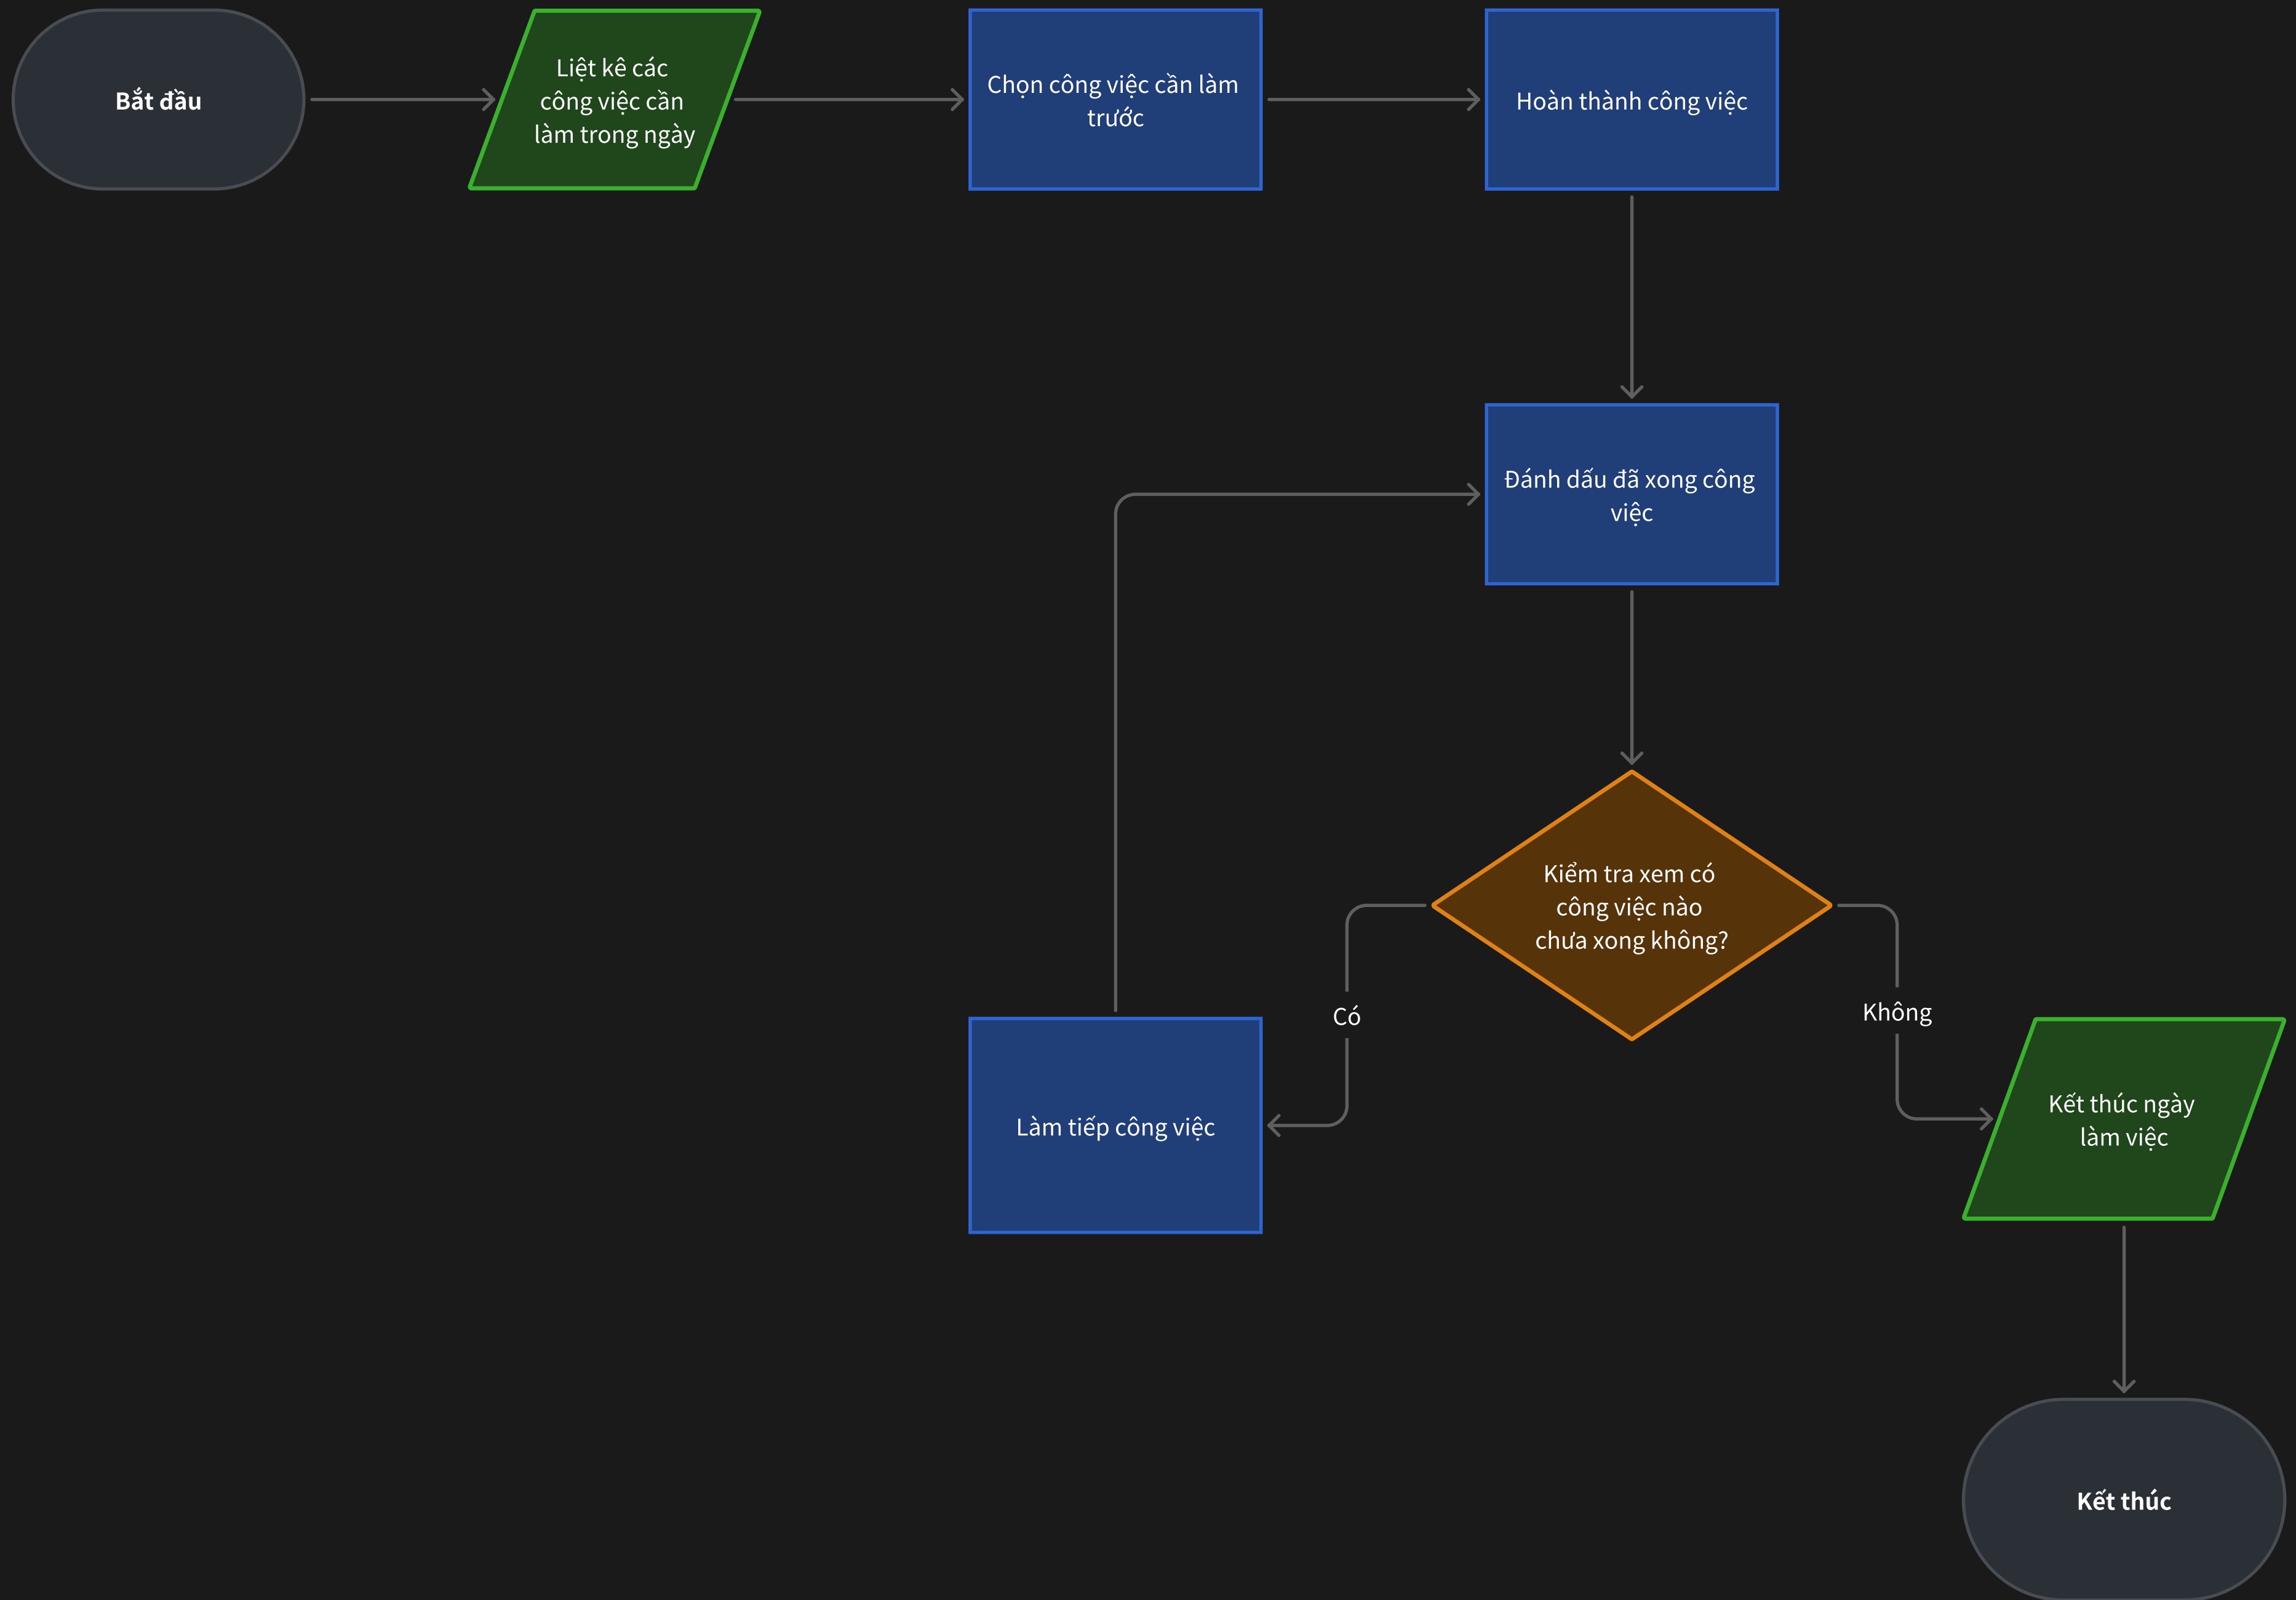 Bắt đầu
Liệt kê các
công việc cần
làm trong ngày
Chọn công việc cần làm
trước
Hoàn thành công việc
Đánh dấu đã xong công
việc
Kiểm tra xem có
công việc nào
chưa xong không?
Có
Không
Làm tiếp công việc
Kết thúc ngày
làm việc
Kết thúc